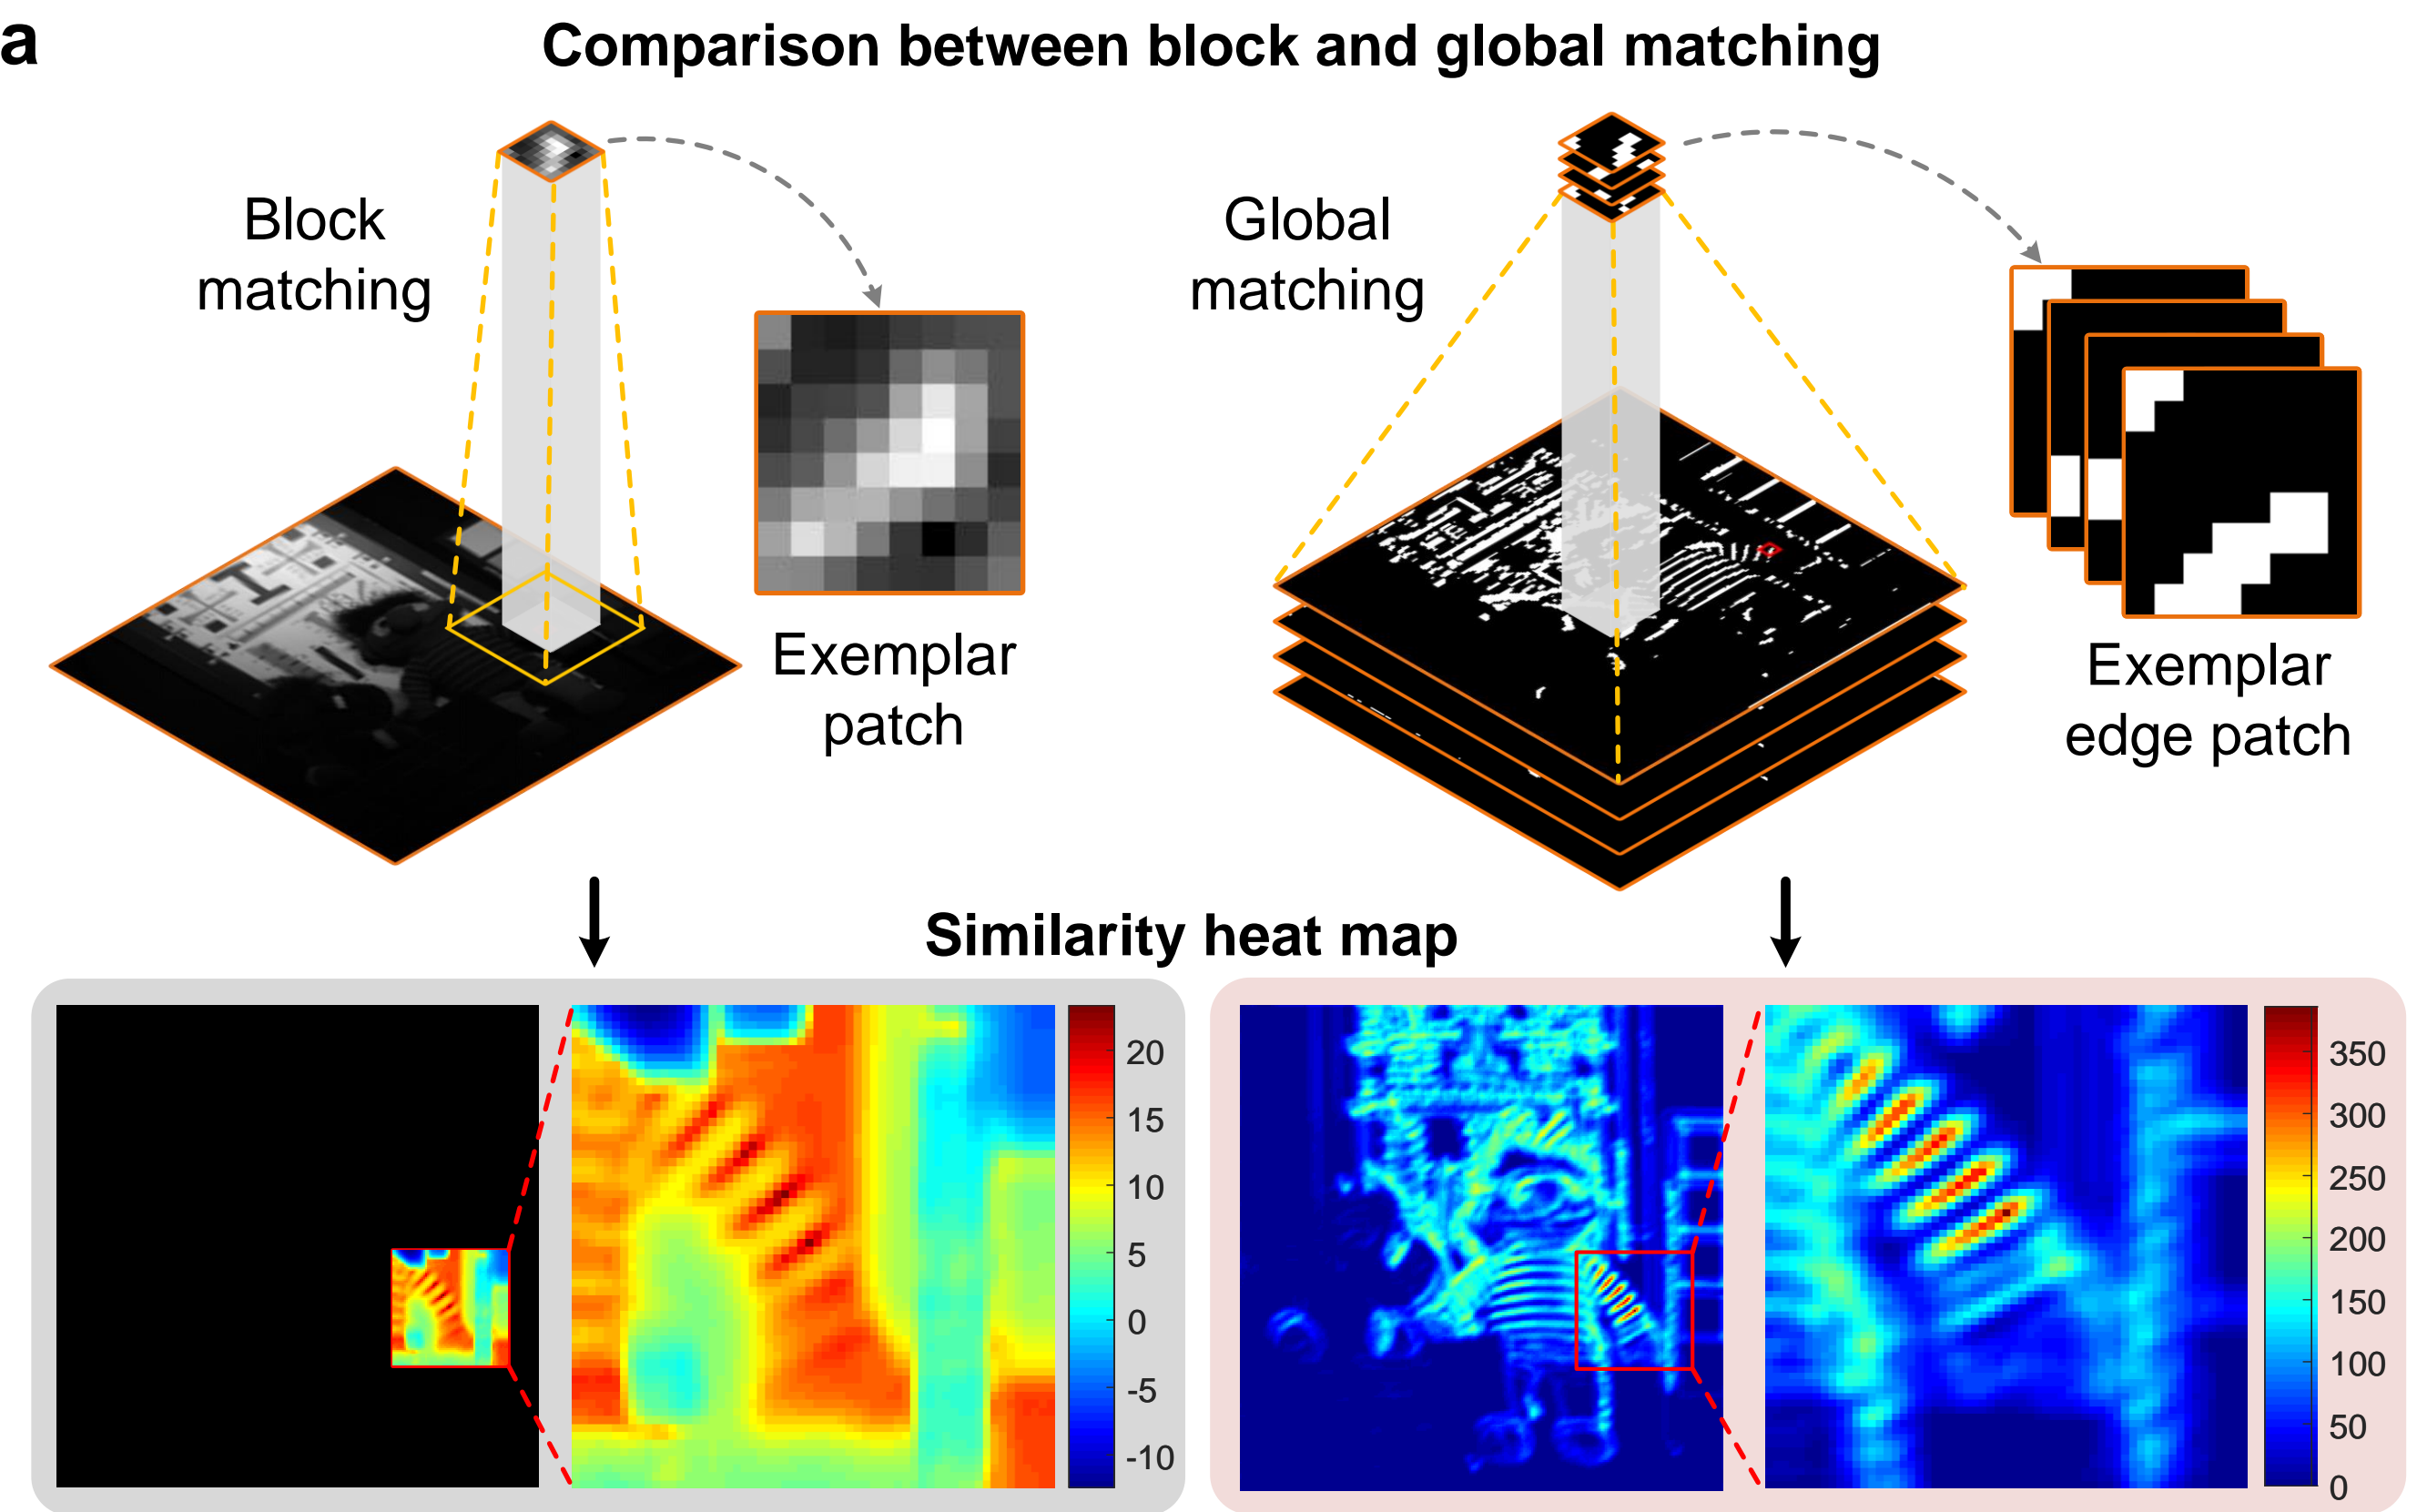 a
Comparison between block and global matching
Block
matching
Exemplar
patch
Global
matching
Exemplar
edge patch
Similarity heat map
20
15
10
5
0
-5
-10
350
300
250
200
150
100
50
0